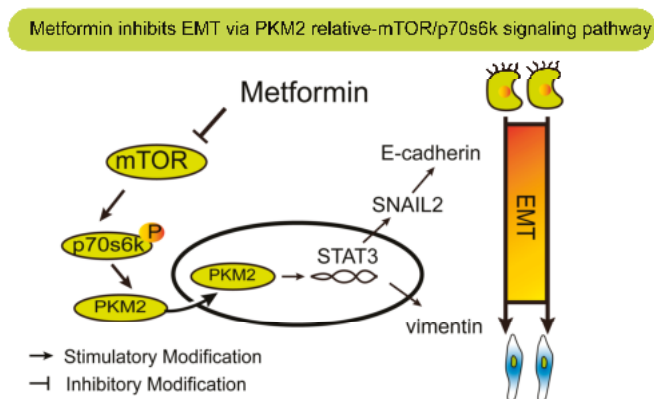 Metformin inhibits EMT via PKM2 relative-mTOR/p70s6k signaling pathway
Metformin
mTOR
E-cadherin
SNAIL2
P
p70s6k
STAT3
PKM2
PKM2
vimentin
EMT
Stimulatory Modification
Inhibitory Modification